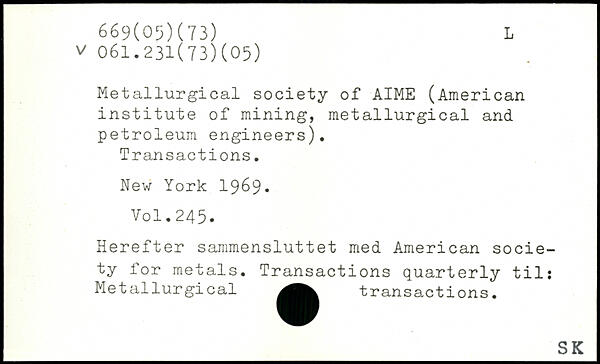 669(05)(73) L
v 061.231(73)(05)
Metallurgical society of AIME (American
institute of mining, metallurgical and
petroleum engineers).
Transactions.
New York 1969.
Vol.245.
Herefter sammensluttet med American socie-
ty for metals. Transactions quarterly til:
Metallurgical transactions.
SK